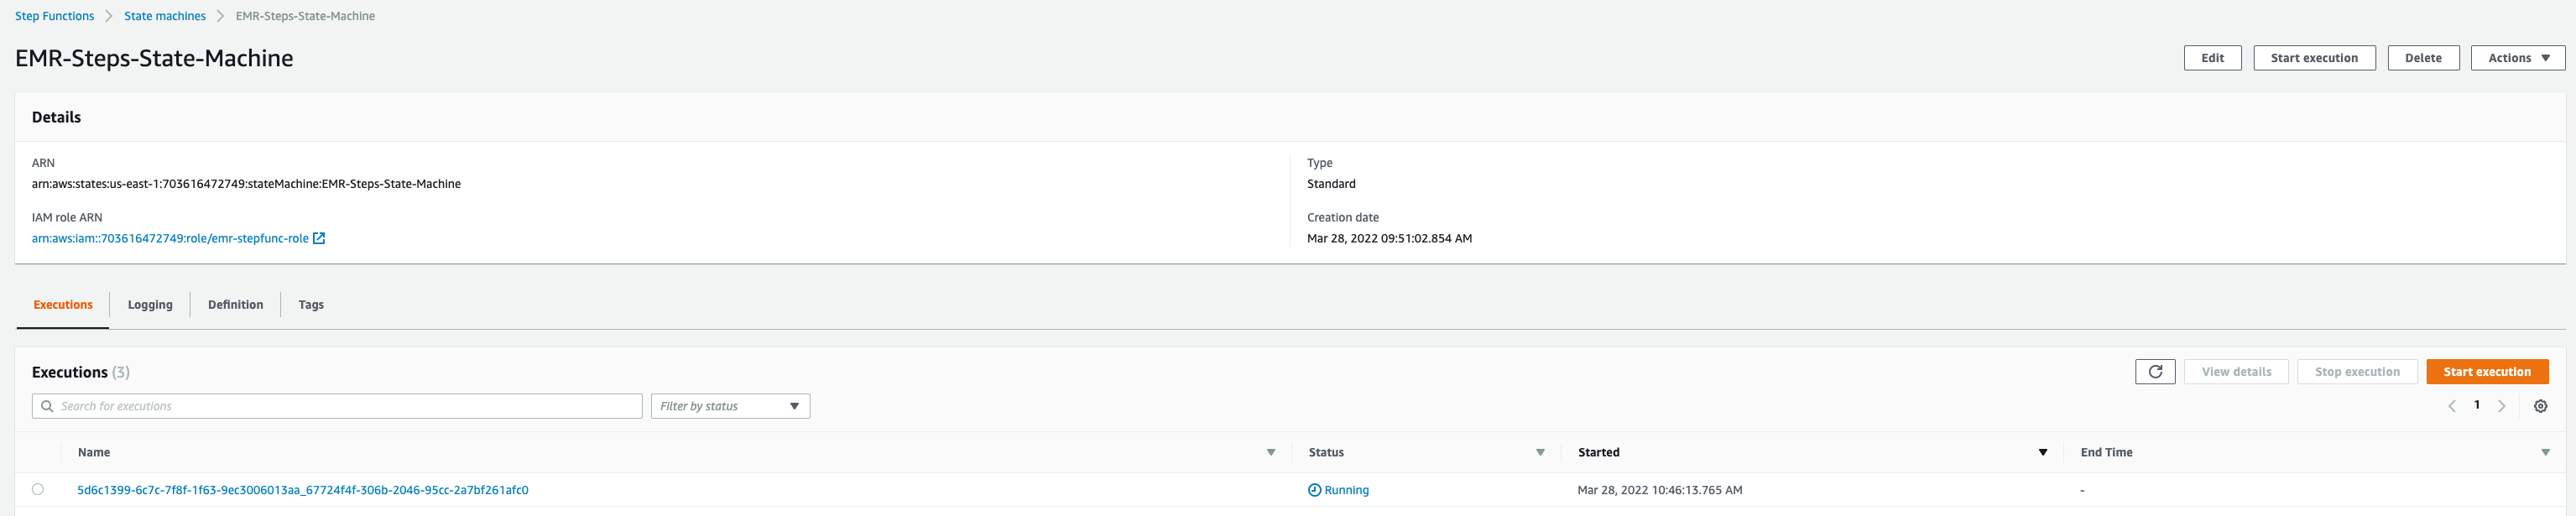 Step Functions > State machines > EMR-Steps-State-Machine
EMR-Steps-State-Machine
Edit Start execution Delete Actions
Details
ARN
arn:aws:states:us-east-1:703616472749:stateMachine:EMR-Steps-State-Machine
Type
Standard
IAM role ARN
arn:aws:iam::703616472749:role/emr-stepfunc-role
Creation date
Mar 28, 2022 09:51:02.854 AM
Executions Logging Definition Tags
Executions (3)
View details Stop execution Start execution
Search for executions Filter by status 1
Name Status Started End Time
5d6c1399-6c7c-7f8f-1f63-9ec3006013aa_67724f4f-306b-2046-95cc-2a7bf261afc0 Running Mar 28, 2022 10:46:13.765 AM -